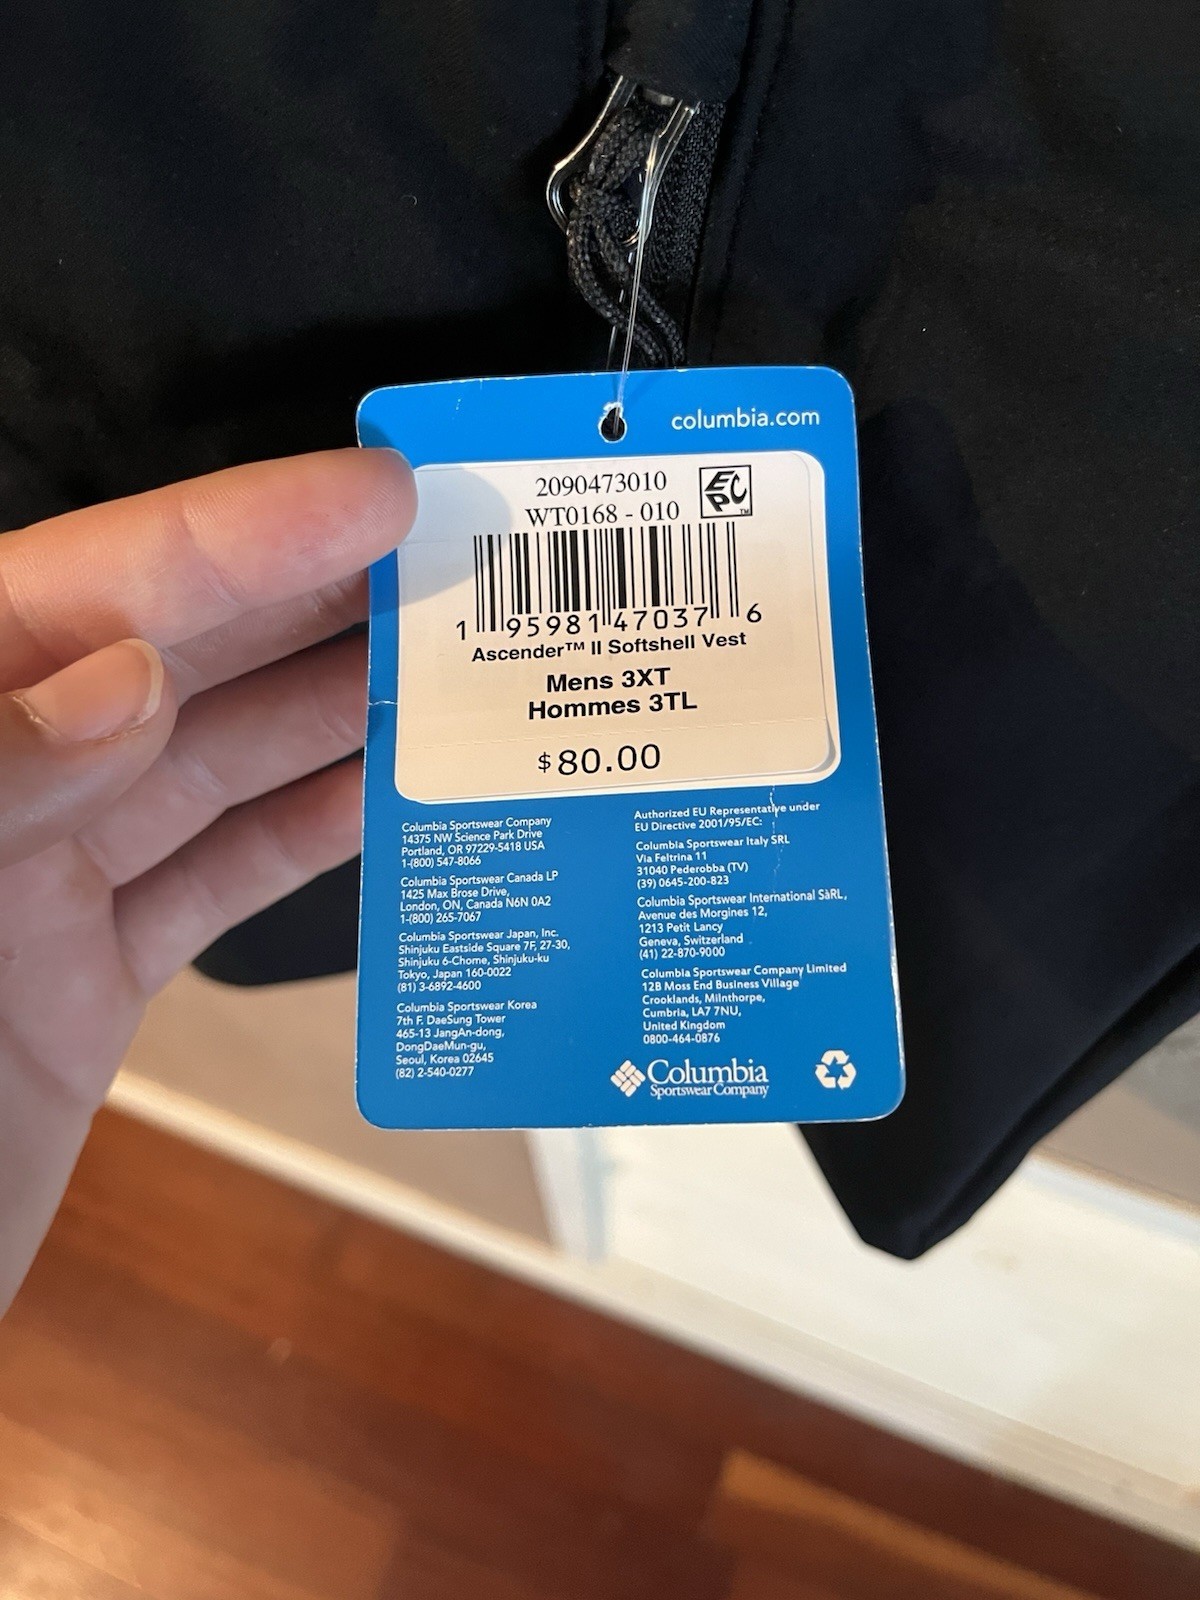 columbia.com
2090473010
WT0168 - 010
EPC™
1 95981 47037 6
Ascender™ II Softshell Vest
Mens 3XT
Hommes 3TL
$80.00
Columbia Sportswear Company
14375 NW Science Park Drive
Portland, OR 97229-5418 USA
1-(800) 547-8066
Columbia Sportswear Canada LP
1425 Max Brose Drive,
London, ON, Canada N6N 0A2
1-(800) 265-7067
Columbia Sportswear Japan, Inc.
Shinjuku Eastside Square 7F, 27-30,
Shinjuku 6-Chome, Shinjuku-ku
Tokyo, Japan 160-0022
(81) 3-6892-4600
Columbia Sportswear Korea
7th F. DaeSung Tower
465-13 JangAn-dong,
DongDaeMun-gu,
Seoul, Korea 02645
(82) 2-540-0277
Authorized EU Representative under
EU Directive 2001/95/EC:
Columbia Sportswear Italy SRL
Via Feltrina 11
31040 Pederobba (TV)
(39) 0645-200-823
Columbia Sportswear International SàRL,
Avenue des Morgines 12,
1213 Petit Lancy
Geneva, Switzerland
(41) 22-870-9000
Columbia Sportswear Company Limited
12B Moss End Business Village
Crooklands, Milnthorpe,
Cumbria, LA7 7NU,
United Kingdom
0800-464-0876
Columbia
Sportswear Company